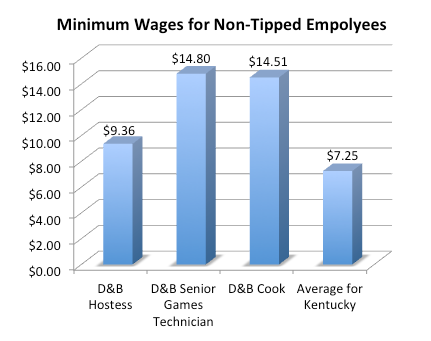 Minimum Wages for Non-Tipped Empolyees
$16.00
$14.00
$12.00
$10.00
$8.00
$6.00
$4.00
$2.00
$0.00
$9.36
$14.80
$14.51
$7.25
D&B
Hostess
D&B Senior
Games
Technician
D&B Cook
Average for
Kentucky